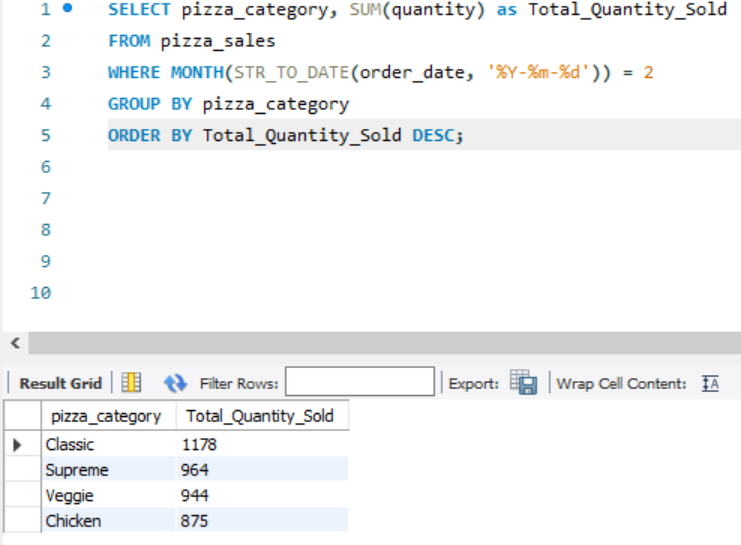 1 SELECT pizza_category, SUM(quantity) as Total_Quantity_Sold
2 FROM pizza_sales
3 WHERE MONTH(STR_TO_DATE(order_date, '%Y-%m-%d')) = 2
4 GROUP BY pizza_category
5 ORDER BY Total_Quantity_Sold DESC;
6
7
8
9
10
Result Grid Filter Rows: Export: Wrap Cell Content: IA
pizza_category Total_Quantity_Sold
Classic 1178
Supreme 964
Veggie 944
Chicken 875